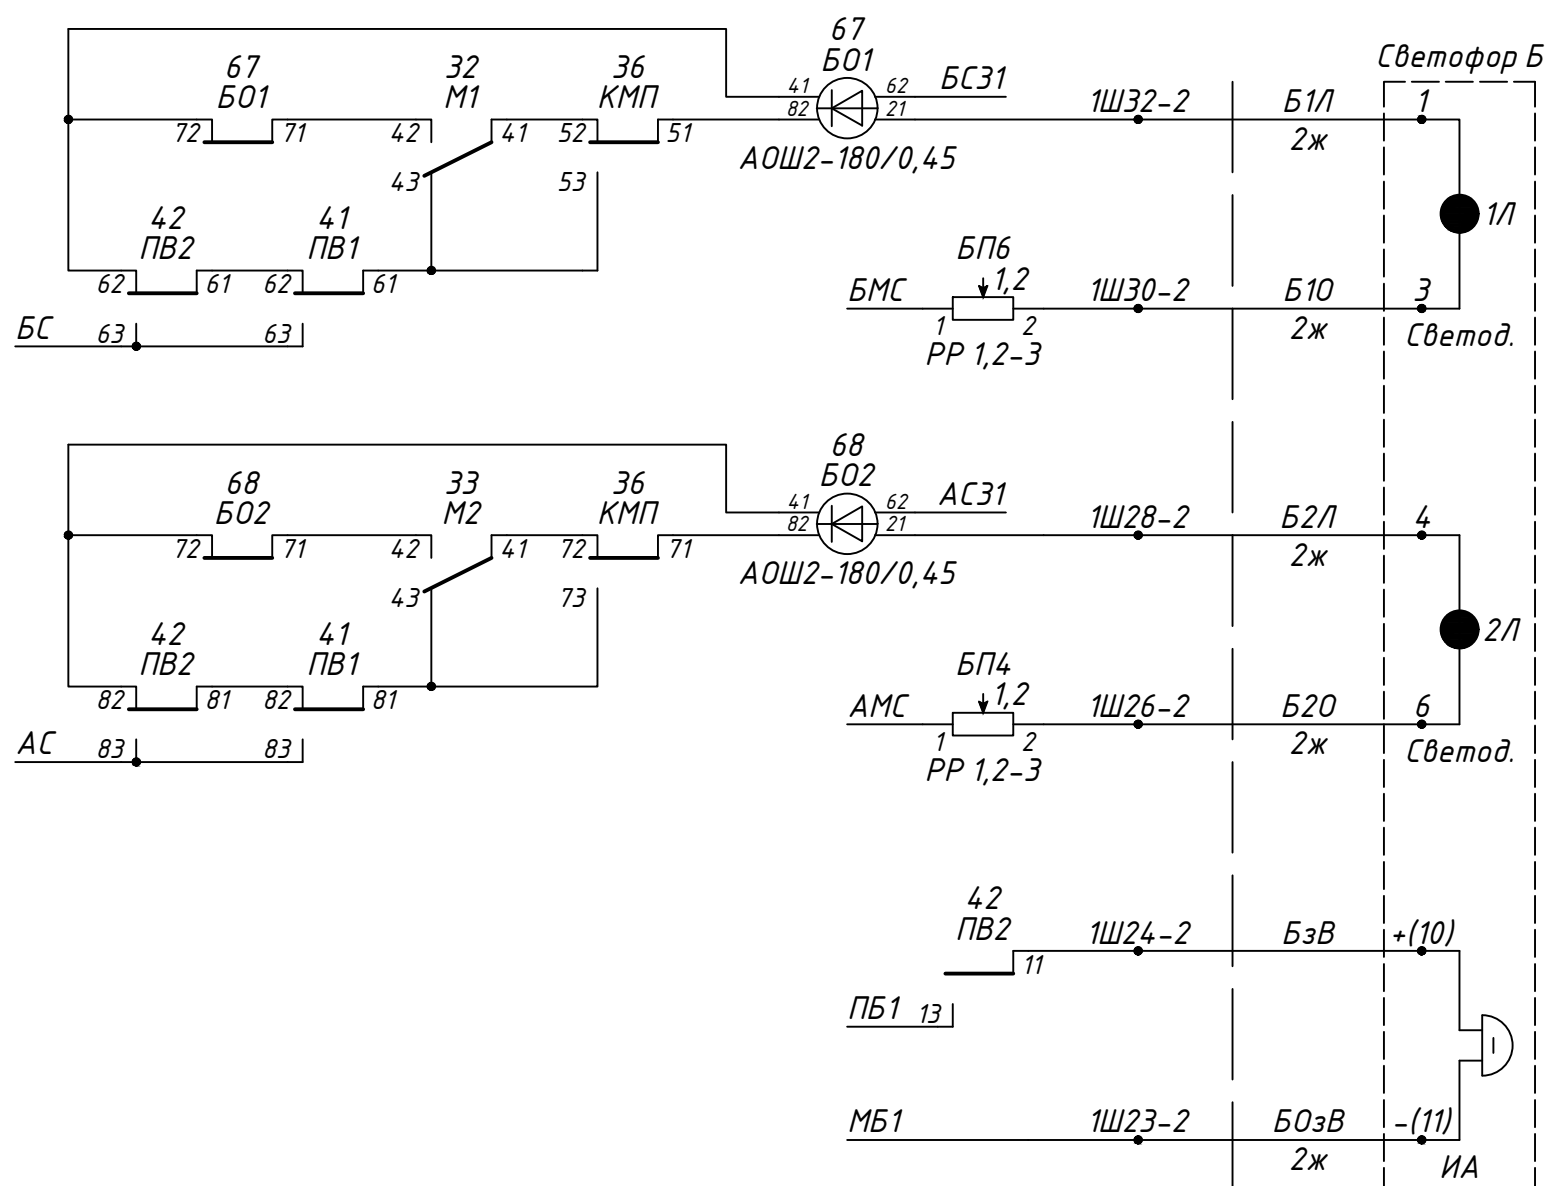 67
БО1
Светофор Б
67
БО1
32
М1
36
КМП
41
62
БСЗ1
82
21
1Ш32-2
Б1Л
1
72
71
42
41
52
51
2ж
АОШ2-180/0,45
43
53
1Л
42
ПВ2
41
ПВ1
БП6
1,2
62
61
62
61
БМС
1Ш30-2
Б1О
3
БС
63
63
1
2
2ж
Светод.
РР 1,2-3
68
БО2
68
БО2
33
М2
36
КМП
41
62
АСЗ1
82
21
1Ш28-2
Б2Л
4
72
71
42
41
72
71
2ж
АОШ2-180/0,45
43
73
2Л
42
ПВ2
41
ПВ1
БП4
1,2
82
81
82
81
АМС
1Ш26-2
Б2О
6
АС
83
83
1
2
2ж
Светод.
РР 1,2-3
42
ПВ2
1Ш24-2
БзВ
+(10)
11
ПБ1
13
МБ1
1Ш23-2
БОзВ
-(11)
2ж
ИА